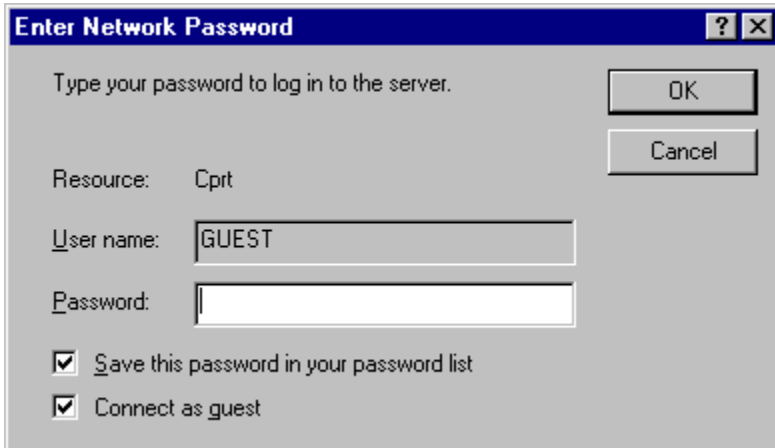 Enter Network Password
Type your password to log in to the server.
OK
Cancel
Resource: Cprt
User name: GUEST
Password:
Save this password in your password list
Connect as guest